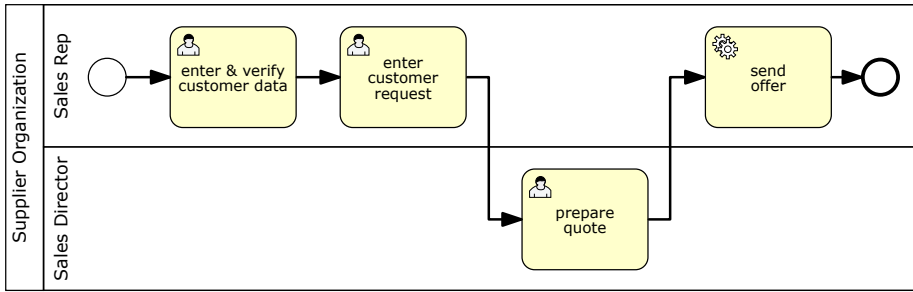 Supplier Organization
Sales Rep
enter & verify
customer data
enter
customer
request
send
offer
Sales Director
prepare
quote